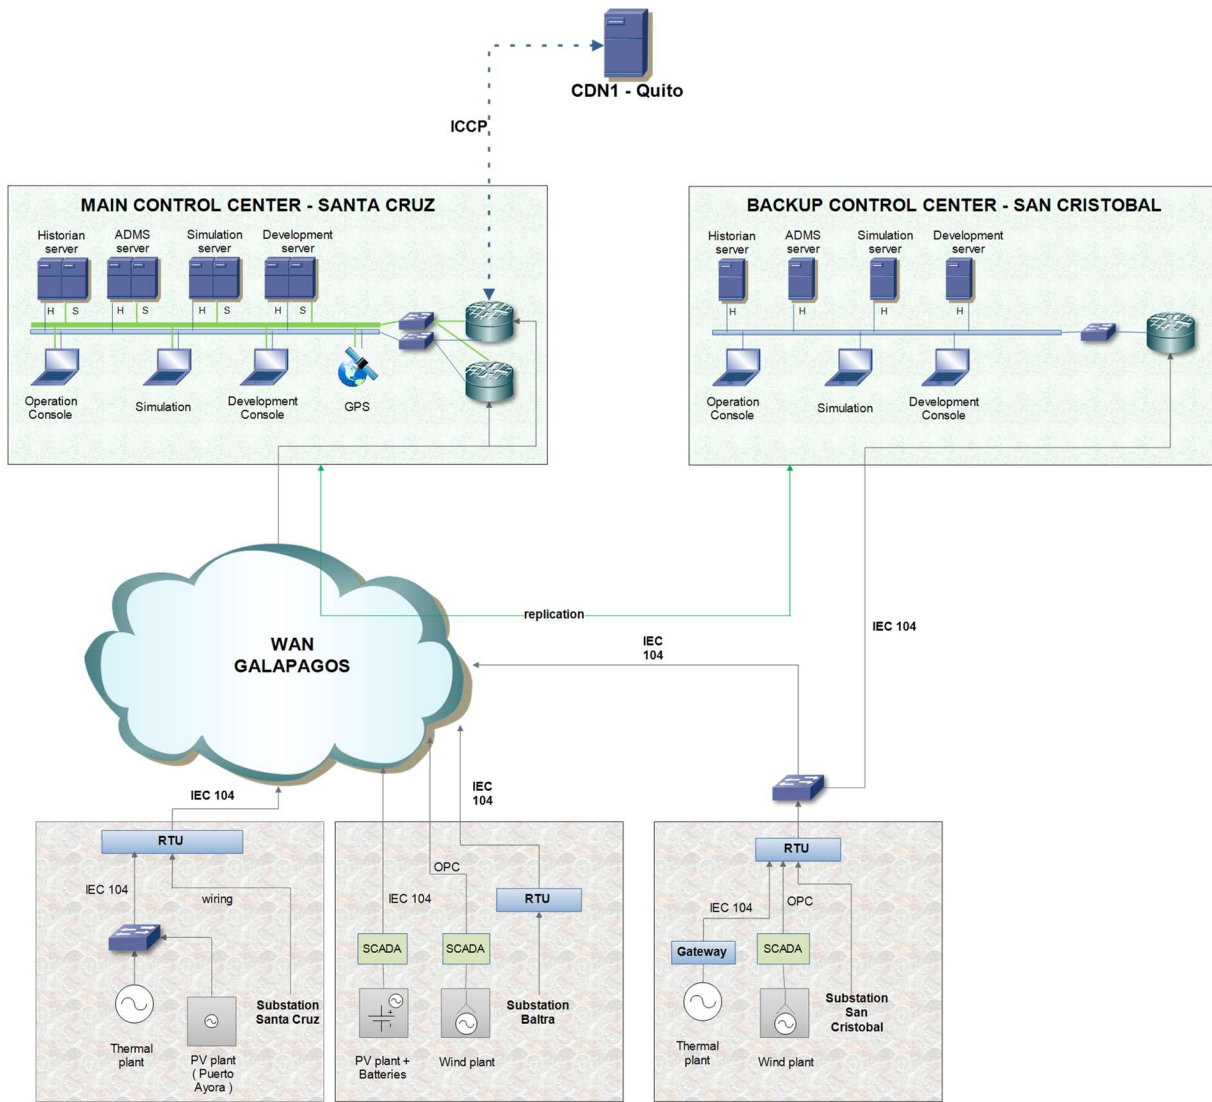 CDN1 - Quito
ICCP
MAIN CONTROL CENTER - SANTA CRUZ
Historian
server
ADMS
server
Simulation
server
Development
server
H
S
H
S
H
S
H
S
Operation
Console
Simulation
Development
Console
GPS
BACKUP CONTROL CENTER - SAN CRISTOBAL
Historian
server
ADMS
server
Simulation
server
Development
server
H
H
H
H
Operation
Console
Simulation
Development
Console
replication
WAN
GALAPAGOS
IEC
104
IEC 104
IEC 104
RTU
IEC 104
wiring
Thermal
plant
PV plant
( Puerto
Ayora )
Substation
Santa Cruz
IEC
104
OPC
IEC 104
RTU
SCADA
SCADA
PV plant +
Batteries
Wind plant
Substation
Baltra
RTU
IEC 104
OPC
Gateway
SCADA
Thermal
plant
Wind plant
Substation
San
Cristobal